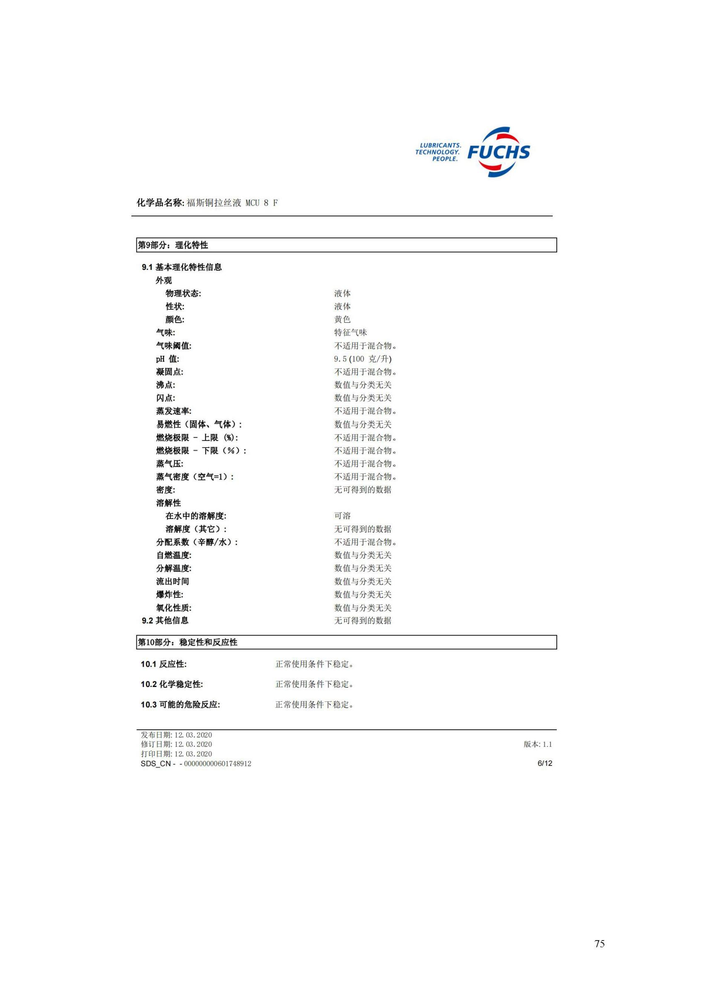 LUBRICANTS.
TECHNOLOGY.
PEOPLE.
FUCHS
化学品名称: 福斯铜拉丝液 MCU 8 F
第9部分：理化特性
9.1 基本理化特性信息
外观
物理状态: 液体
性状: 液体
颜色: 黄色
气味: 特征气味
气味阈值: 不适用于混合物。
pH 值: 9.5 (100 克/升)
凝固点: 不适用于混合物。
沸点: 数值与分类无关
闪点: 数值与分类无关
蒸发速率: 不适用于混合物。
易燃性（固体、气体）: 数值与分类无关
燃烧极限 - 上限 (%): 不适用于混合物。
燃烧极限 - 下限（%）: 不适用于混合物。
蒸气压: 不适用于混合物。
蒸气密度（空气=1）: 不适用于混合物。
密度: 无可得到的数据
溶解性
在水中的溶解度: 可溶
溶解度（其它）: 无可得到的数据
分配系数（辛醇/水）: 不适用于混合物。
自燃温度: 数值与分类无关
分解温度: 数值与分类无关
流出时间 数值与分类无关
爆炸性: 数值与分类无关
氧化性质: 数值与分类无关
9.2 其他信息 无可得到的数据
第10部分：稳定性和反应性
10.1 反应性: 正常使用条件下稳定。
10.2 化学稳定性: 正常使用条件下稳定。
10.3 可能的危险反应: 正常使用条件下稳定。
发布日期: 12.03.2020
修订日期: 12.03.2020 版本: 1.1
打印日期: 12.03.2020
SDS_CN - - 000000000601748912 6/12
75